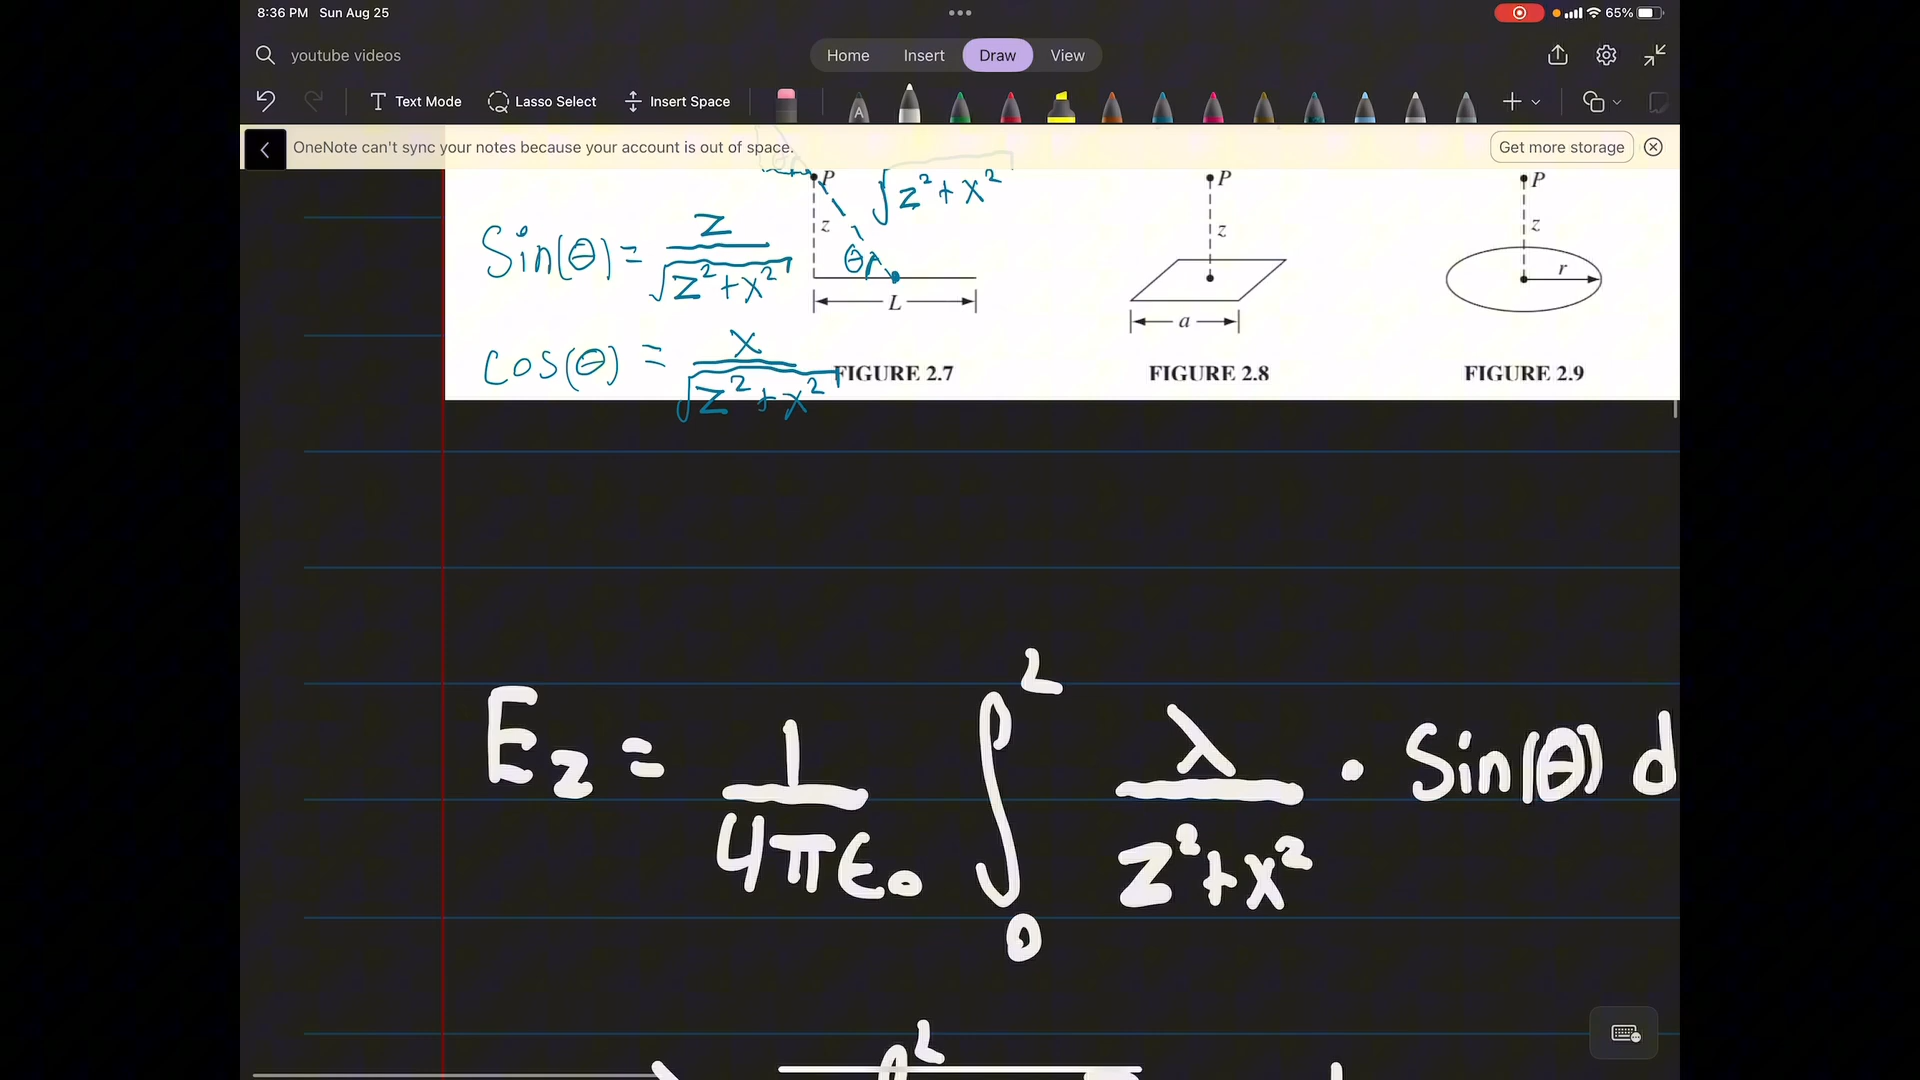 8:36 PM Sun Aug 25
65%
youtube videos
Home Insert Draw View
Text Mode Lasso Select Insert Space
A
OneNote can't sync your notes because your account is out of space.
Get more storage
P √(z²+x²)
P
P
z
z
z
Sin(θ) = z/√(z²+x²)
θ
r
L
a
cos(θ) = x/√(z²+x²)
FIGURE 2.7 FIGURE 2.8 FIGURE 2.9
E_z = 1/(4πε₀) ∫₀ᴸ λ/(z²+x²) · Sin(θ) d